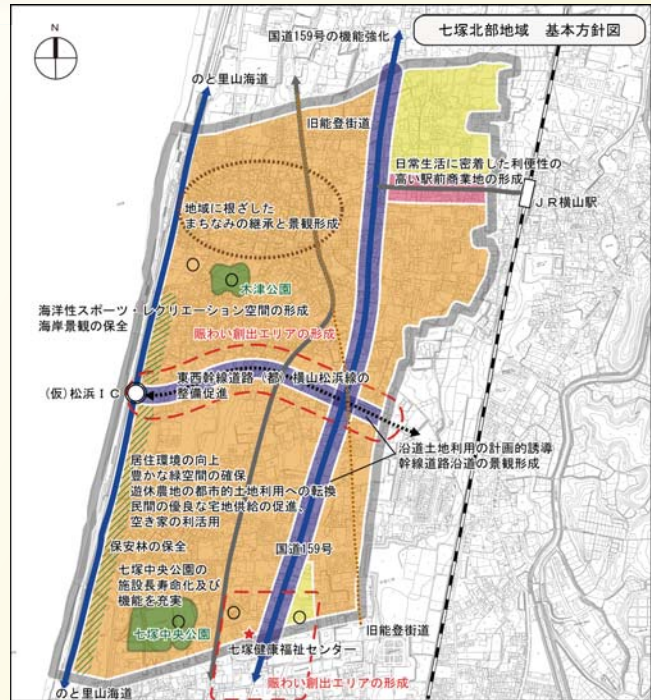 七塚北部地域　基本方針図
N
国道159号の機能強化
のと里山海道
旧能登街道
日常生活に密着した利便性の
高い駅前商業地の形成
ＪＲ横山駅
地域に根ざした
まちなみの継承と景観形成
木津公園
海洋性スポーツ・レクリエーション空間の形成
海岸景観の保全
賑わい創出エリアの形成
東西幹線道路（都）横山松浜線の
整備促進
(仮)松浜ＩＣ
沿道土地利用の計画的誘導
幹線道路沿道の景観形成
居住環境の向上
豊かな緑空間の確保
遊休農地の都市的土地利用への転換
民間の優良な宅地供給の促進、
空き家の利活用
国道159号
保安林の保全
七塚中央公園の
施設長寿命化及び
機能を充実
七塚中央公園
旧能登街道
七塚健康福祉センター
のと里山海道
賑わい創出エリアの形成